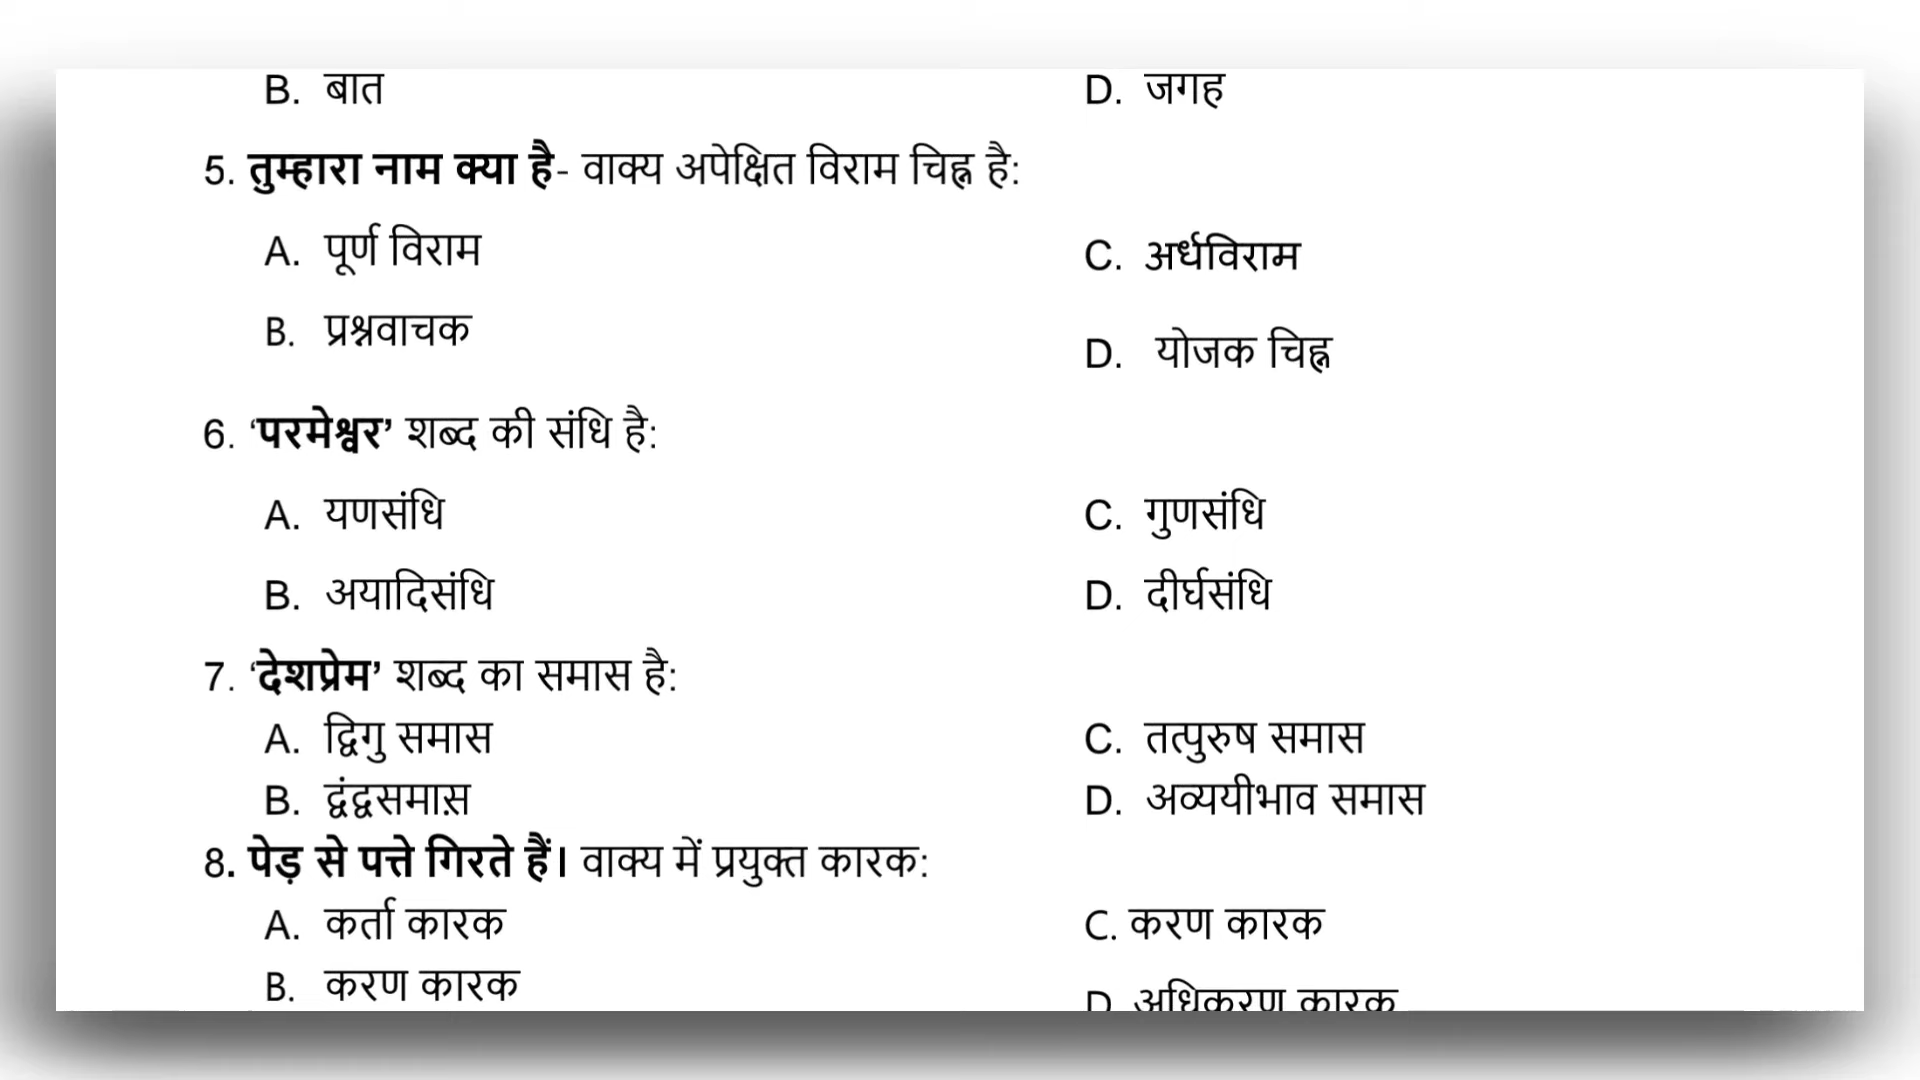 B. बात
D. जगह
5. तुम्हारा नाम क्या है- वाक्य अपेक्षित विराम चिह्न है:
A. पूर्ण विराम
C. अर्धविराम
B. प्रश्नवाचक
D. योजक चिह्न
6. ‘परमेश्वर’ शब्द की संधि है:
A. यणसंधि
C. गुणसंधि
B. अयादिसंधि
D. दीर्घसंधि
7. ‘देशप्रेम’ शब्द का समास है:
A. द्विगु समास
C. तत्पुरुष समास
B. द्वंद्वसमास़
D. अव्ययीभाव समास
8. पेड़ से पत्ते गिरते हैं। वाक्य में प्रयुक्त कारक:
A. कर्ता कारक
C. करण कारक
B. करण कारक
D. अधिकरण कारक